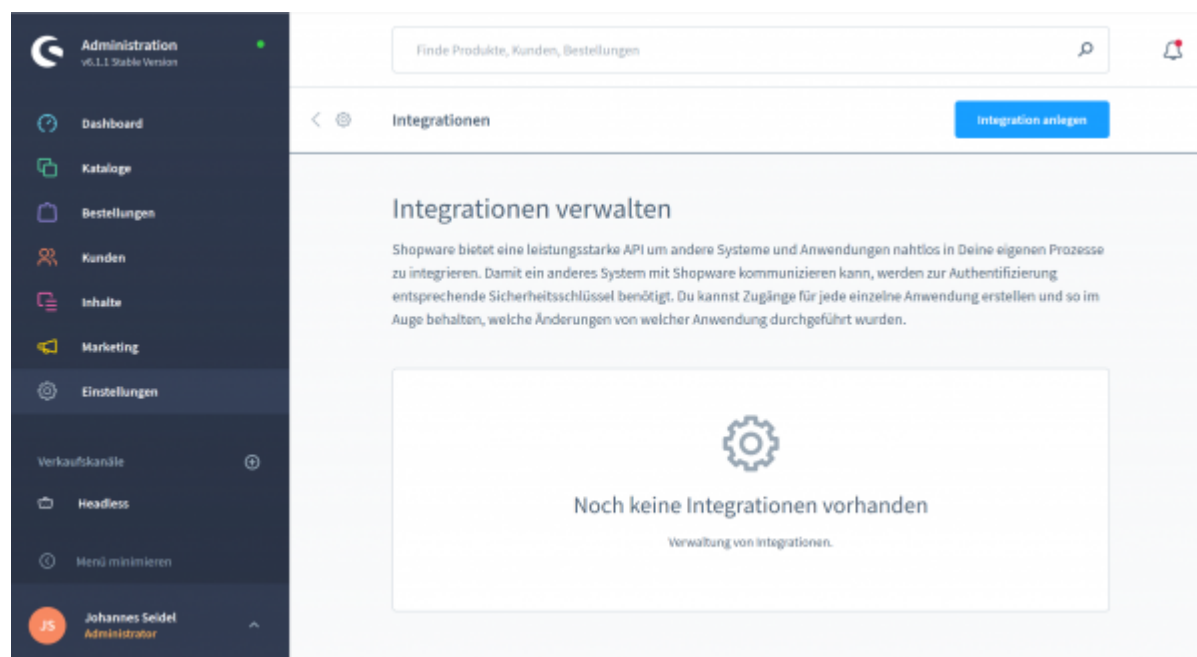 Administration
v6.1.1 Stable Version
Dashboard
Kataloge
Bestellungen
Kunden
Inhalte
Marketing
Einstellungen
Verkaufskanäle
Headless
Menü minimieren
JS
Johannes Seidel
Administrator
Finde Produkte, Kunden, Bestellungen
Integrationen
Integration anlegen
Integrationen verwalten
Shopware bietet eine leistungsstarke API um andere Systeme und Anwendungen nahtlos in Deine eigenen Prozesse
zu integrieren. Damit ein anderes System mit Shopware kommunizieren kann, werden zur Authentifizierung
entsprechende Sicherheitsschlüssel benötigt. Du kannst Zugänge für jede einzelne Anwendung erstellen und so im
Auge behalten, welche Änderungen von welcher Anwendung durchgeführt wurden.
Noch keine Integrationen vorhanden
Verwaltung von Integrationen.